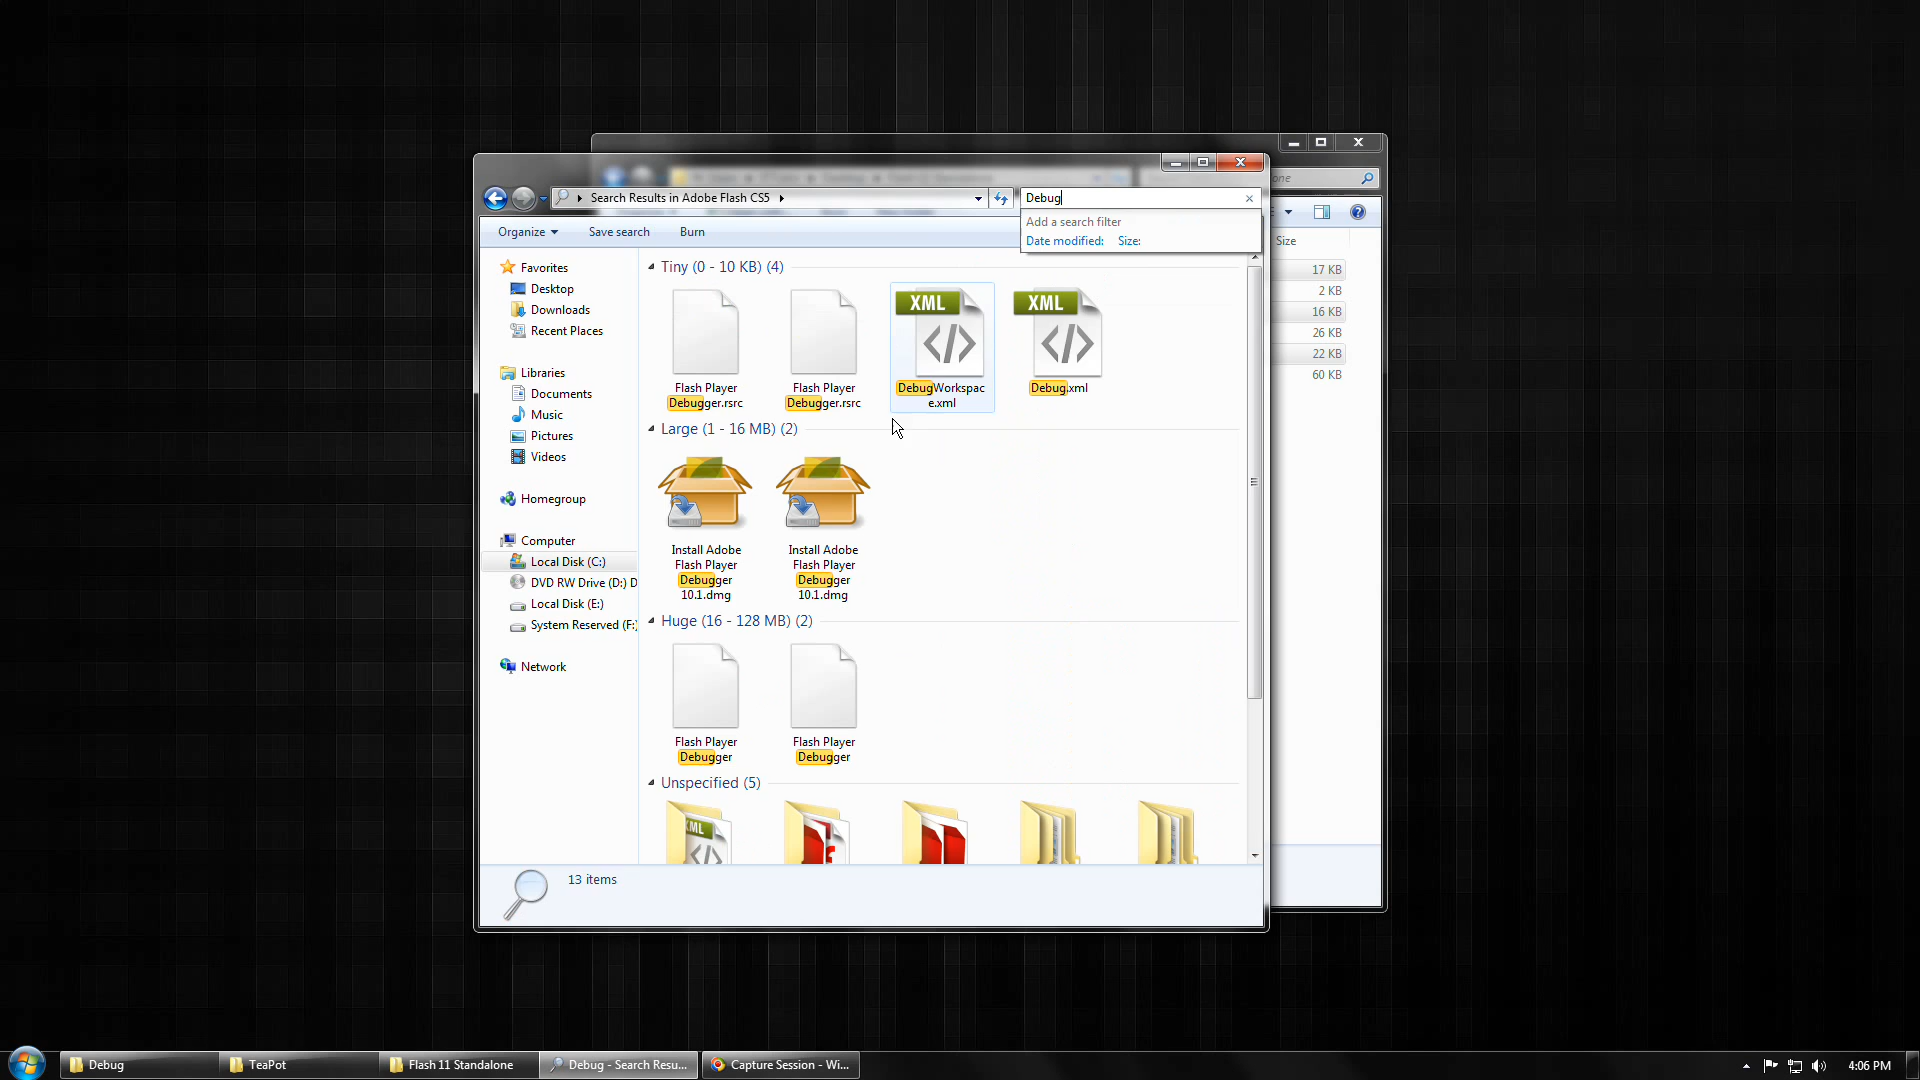 one
Search Results in Adobe Flash CS5
Debug
Add a search filter
Date modified: Size:
Organize
Save search
Burn
Size
17 KB
2 KB
16 KB
26 KB
22 KB
60 KB
Favorites
Desktop
Downloads
Recent Places
Libraries
Documents
Music
Pictures
Videos
Homegroup
Computer
Local Disk (C:)
DVD RW Drive (D:) D
Local Disk (E:)
System Reserved (F:)
Network
Tiny (0 - 10 KB) (4)
XML
XML
Flash Player
Debugger.rsrc
Flash Player
Debugger.rsrc
DebugWorkspac
e.xml
Debug.xml
Large (1 - 16 MB) (2)
Install Adobe
Flash Player
Debugger
10.1.dmg
Install Adobe
Flash Player
Debugger
10.1.dmg
Huge (16 - 128 MB) (2)
Flash Player
Debugger
Flash Player
Debugger
Unspecified (5)
XML
13 items
Debug
TeaPot
Flash 11 Standalone
Debug - Search Resu...
Capture Session - Wi...
4:06 PM